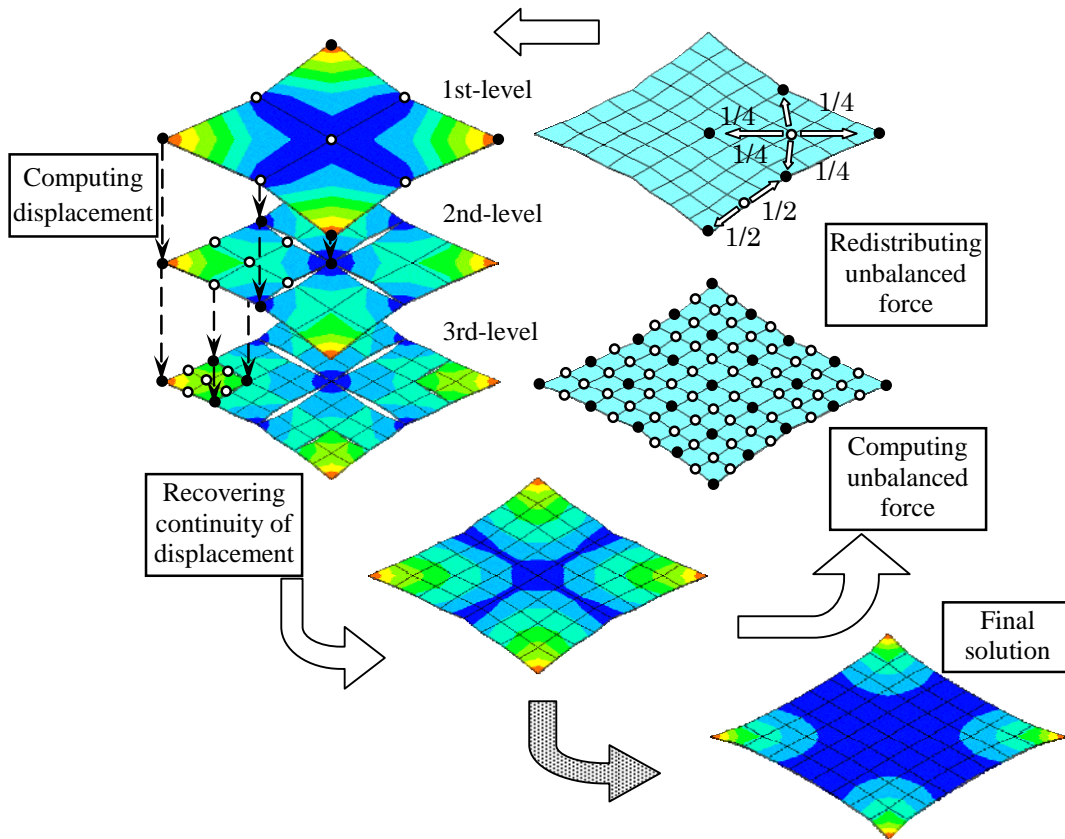 1st-level
1/4
1/4
1/4
1/4
1/2
1/2
Computing
displacement
2nd-level
Redistributing
unbalanced
force
3rd-level
Computing
unbalanced
force
Recovering
continuity of
displacement
Final
solution